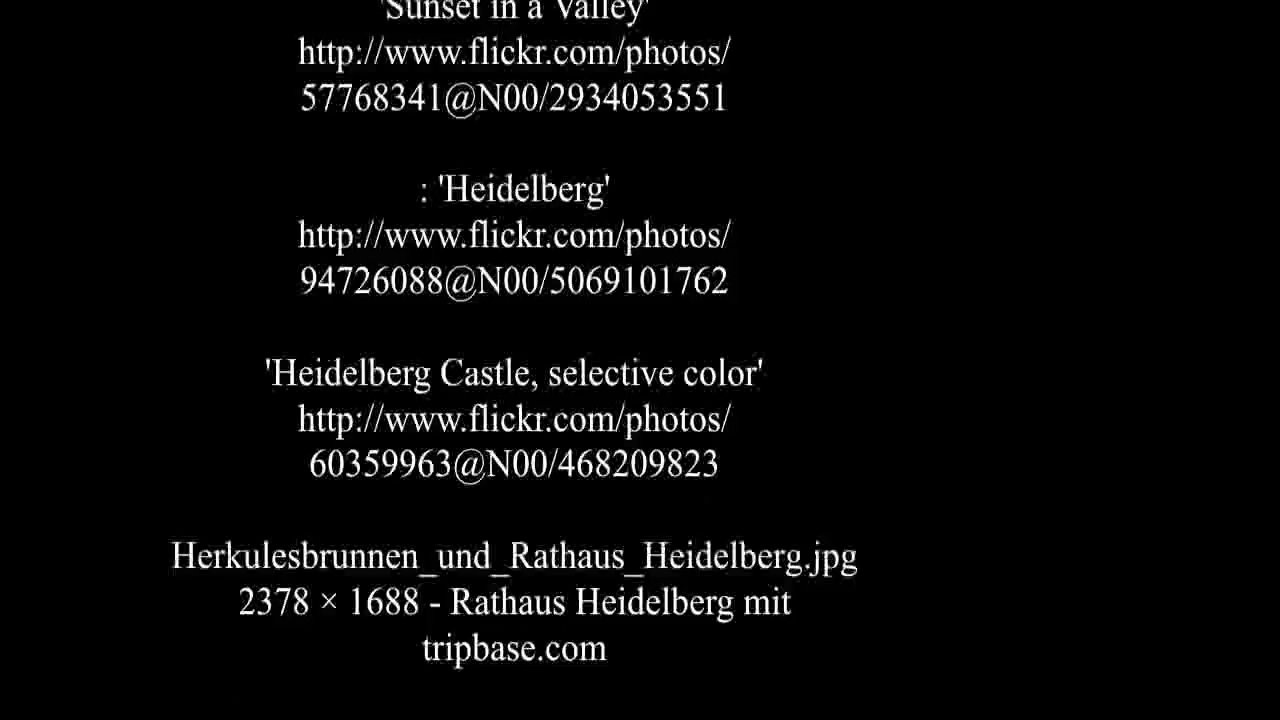 'Sunset in a Valley'
http://www.flickr.com/photos/
57768341@N00/2934053551
: 'Heidelberg'
http://www.flickr.com/photos/
94726088@N00/5069101762
'Heidelberg Castle, selective color'
http://www.flickr.com/photos/
60359963@N00/468209823
Herkulesbrunnen_und_Rathaus_Heidelberg.jpg
2378 × 1688 - Rathaus Heidelberg mit
tripbase.com